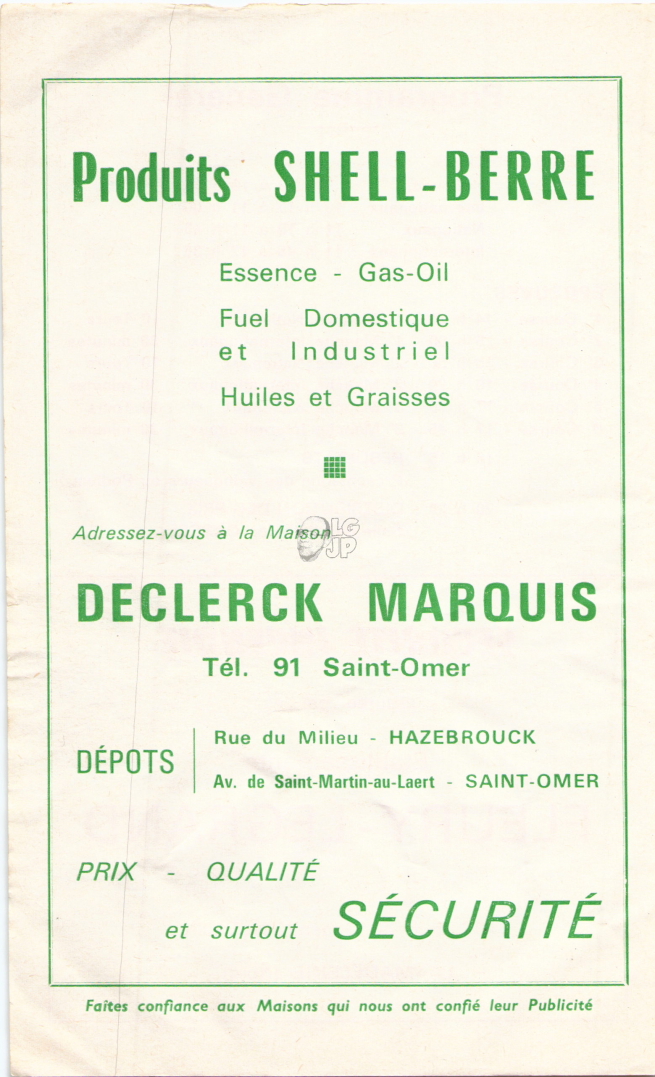 Produits SHELL-BERRE
Essence - Gas-Oil
Fuel Domestique
et Industriel
Huiles et Graisses
Adressez-vous à la Maison
LG
JP
DECLERCK MARQUIS
Tél. 91 Saint-Omer
DÉPOTS
Rue du Milieu - HAZEBROUCK
Av. de Saint-Martin-au-Laert - SAINT-OMER
PRIX - QUALITÉ
et surtout SÉCURITÉ
Faites confiance aux Maisons qui nous ont confié leur Publicité